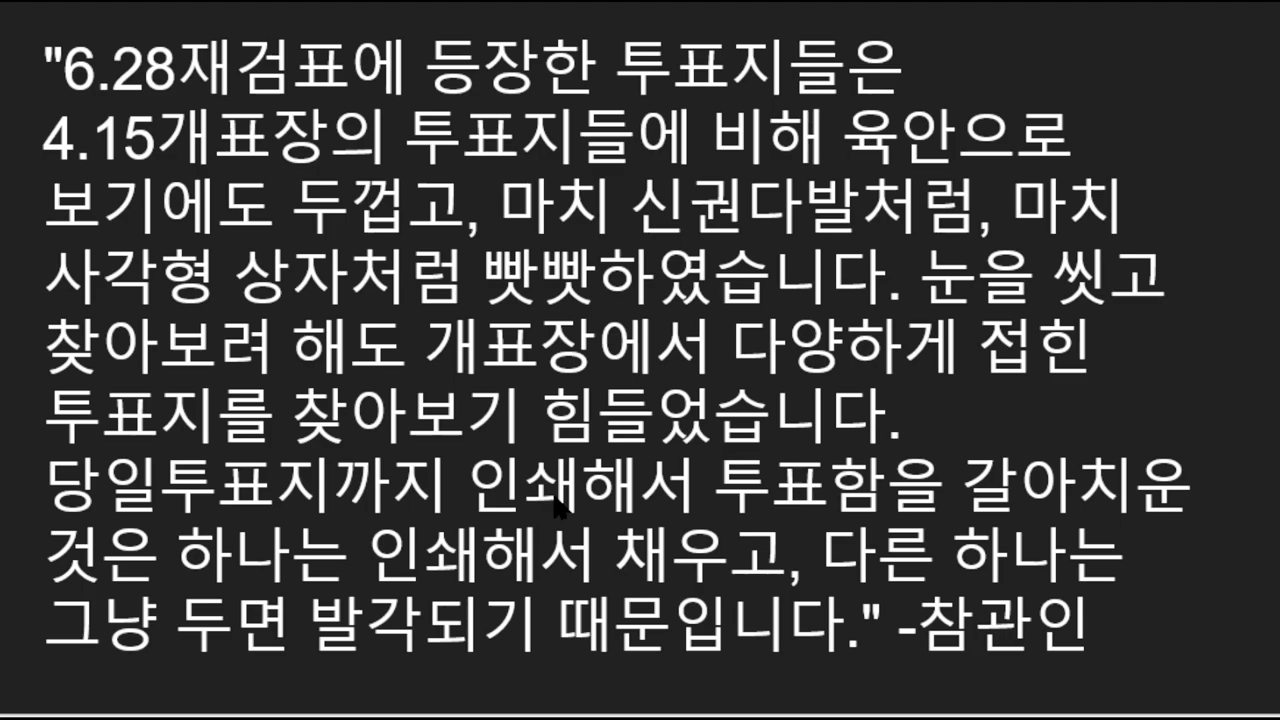 "6.28재검표에 등장한 투표지들은
4.15개표장의 투표지들에 비해 육안으로
보기에도 두껍고, 마치 신권다발처럼, 마치
사각형 상자처럼 빳빳하였습니다. 눈을 씻고
찾아보려 해도 개표장에서 다양하게 접힌
투표지를 찾아보기 힘들었습니다.
당일투표지까지 인쇄해서 투표함을 갈아치운
것은 하나는 인쇄해서 채우고, 다른 하나는
그냥 두면 발각되기 때문입니다." -참관인